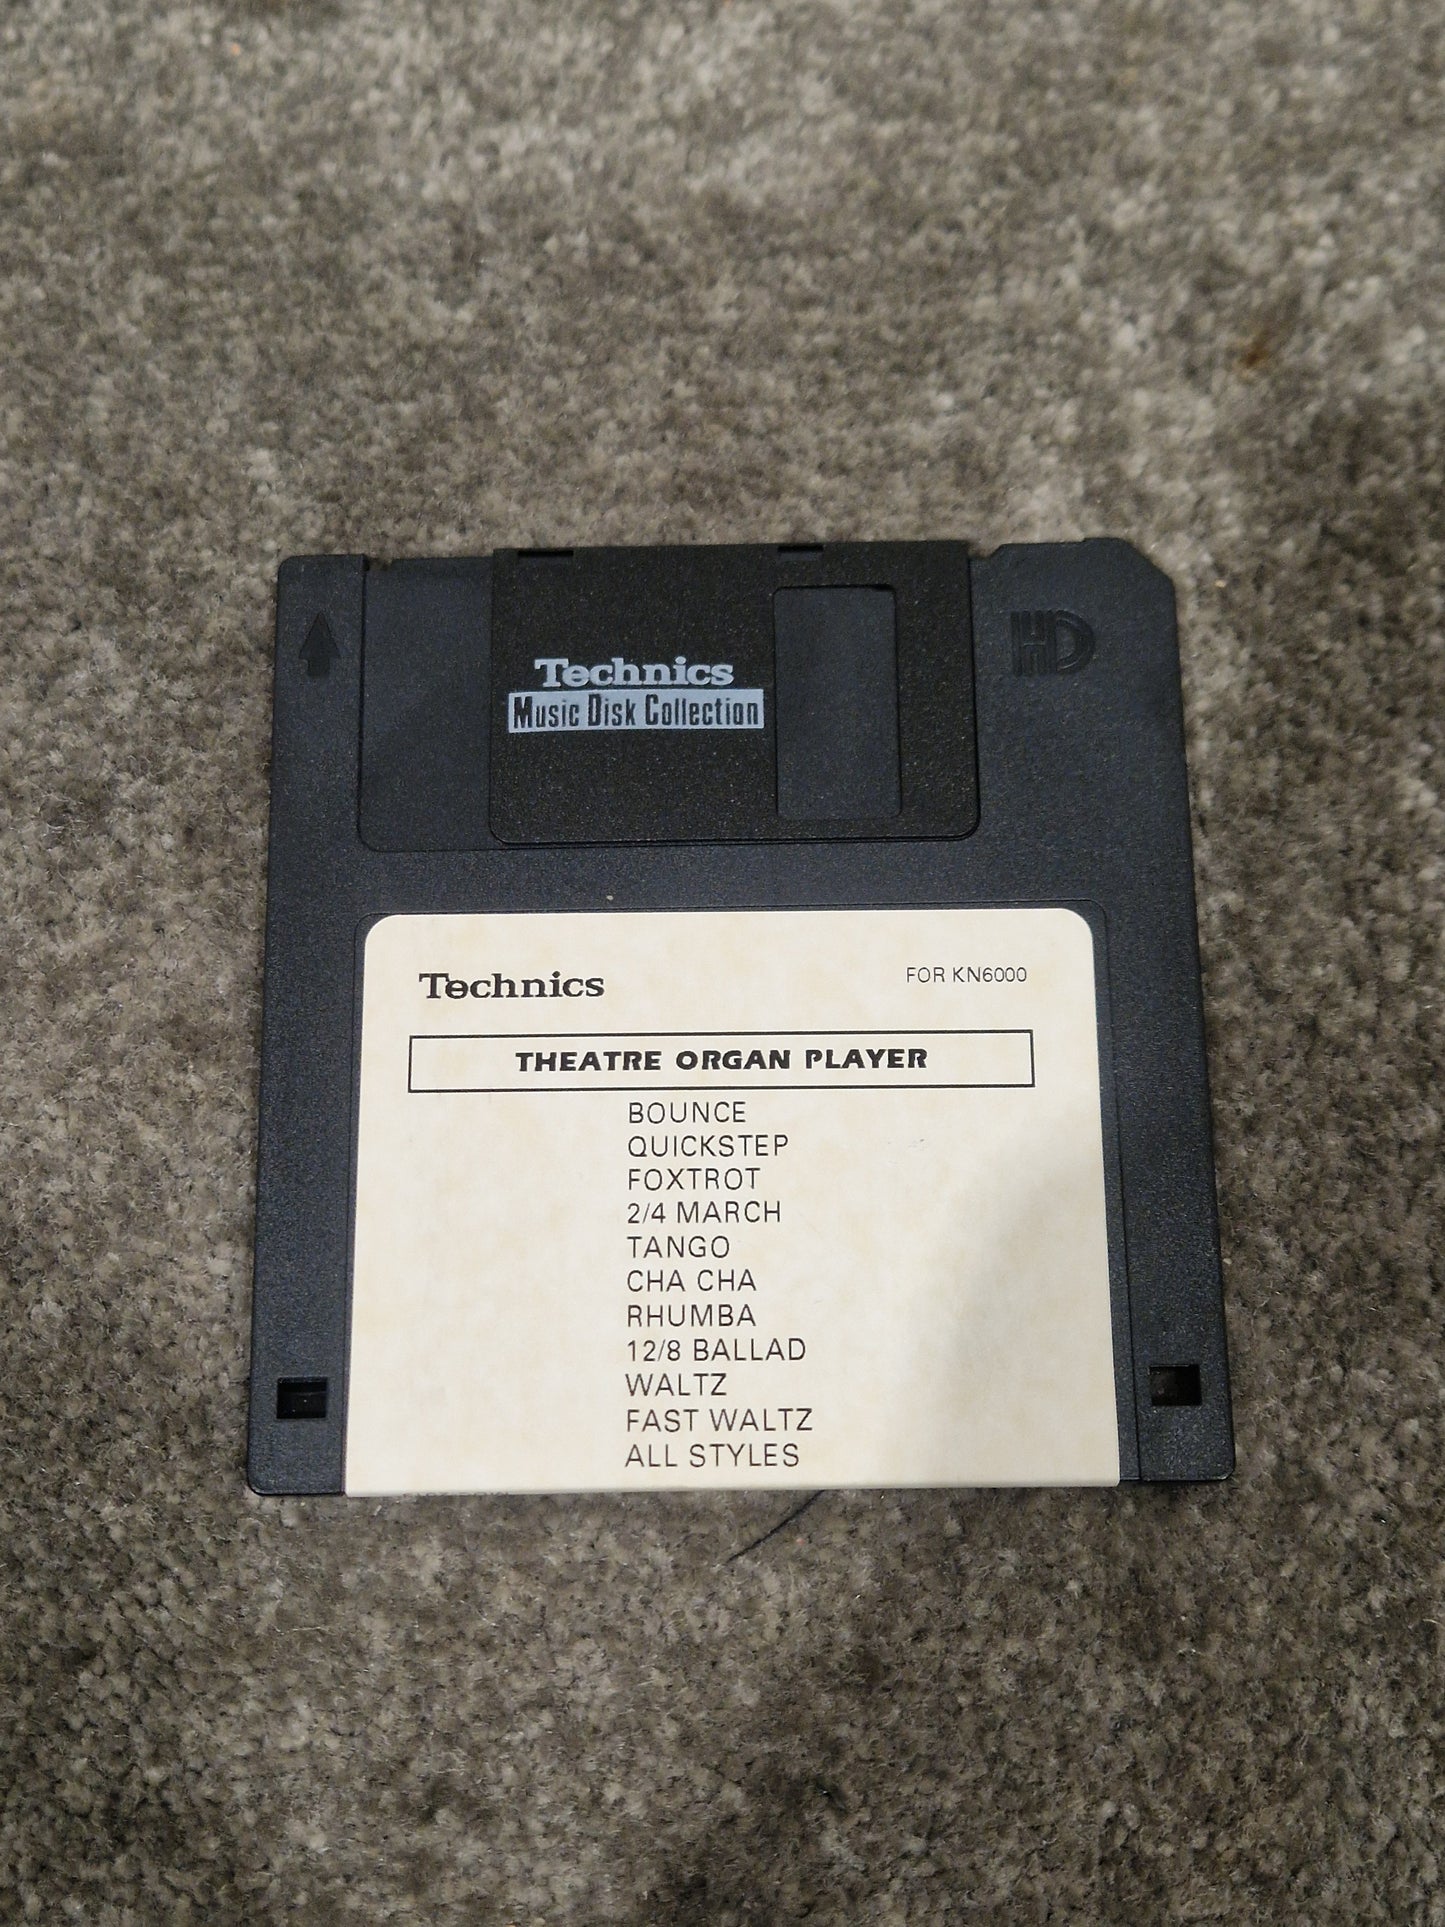 HD
Technics
Music Disk Collection
Technics
FOR KN6000
THEATRE ORGAN PLAYER
BOUNCE
QUICKSTEP
FOXTROT
2/4 MARCH
TANGO
CHA CHA
RHUMBA
12/8 BALLAD
WALTZ
FAST WALTZ
ALL STYLES